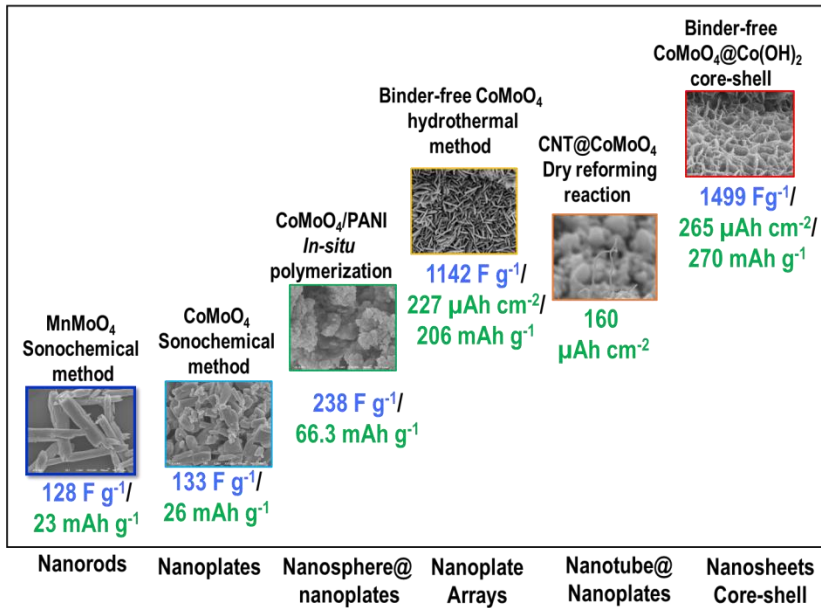 MnMoO₄
Sonochemical
method
128 F g⁻¹/
23 mAh g⁻¹
Nanorods
CoMoO₄
Sonochemical
method
133 F g⁻¹/
26 mAh g⁻¹
Nanoplates
CoMoO₄/PANI
In-situ
polymerization
238 F g⁻¹/
66.3 mAh g⁻¹
Nanosphere@
nanoplates
Binder-free CoMoO₄
hydrothermal
method
1142 F g⁻¹/
227 µAh cm⁻²/
206 mAh g⁻¹
Nanoplate
Arrays
CNT@CoMoO₄
Dry reforming
reaction
160
µAh cm⁻²
Nanotube@
Nanoplates
Binder-free
CoMoO₄@Co(OH)₂
core-shell
1499 Fg⁻¹/
265 µAh cm⁻²/
270 mAh g⁻¹
Nanosheets
Core-shell